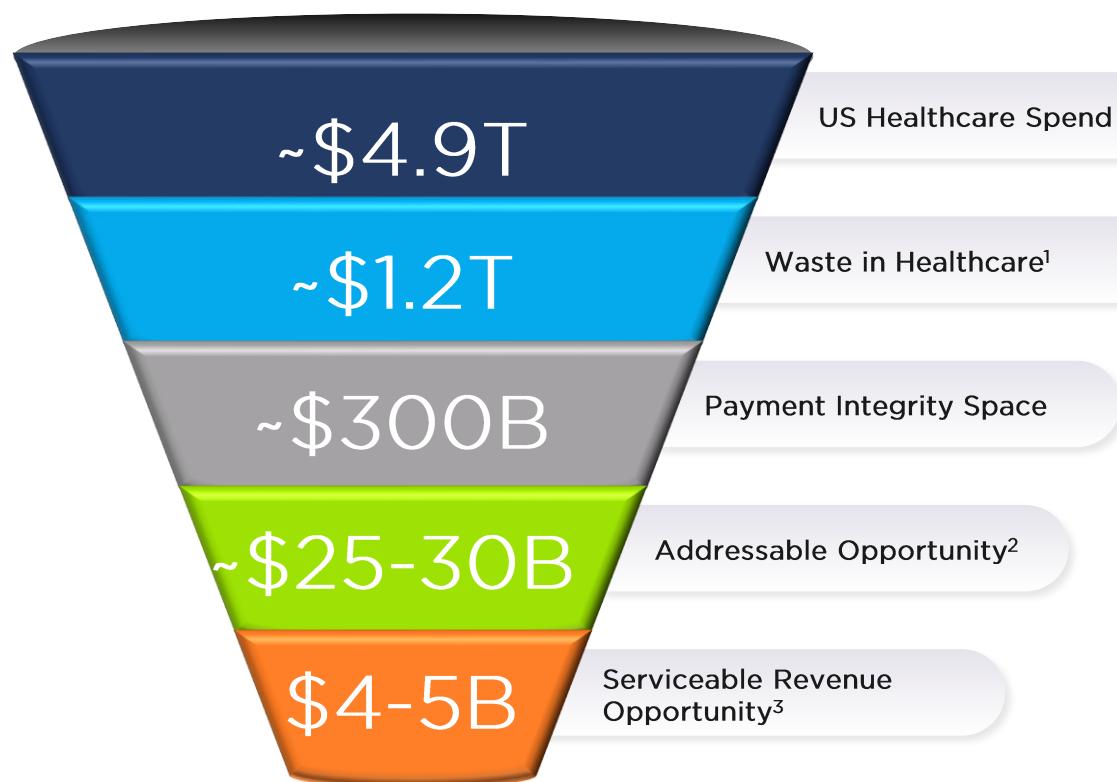 ~$4.9T
US Healthcare Spend
~$1.2T
Waste in Healthcare¹
~$300B
Payment Integrity Space
~$25-30B
Addressable Opportunity²
$4-5B
Serviceable Revenue
Opportunity³